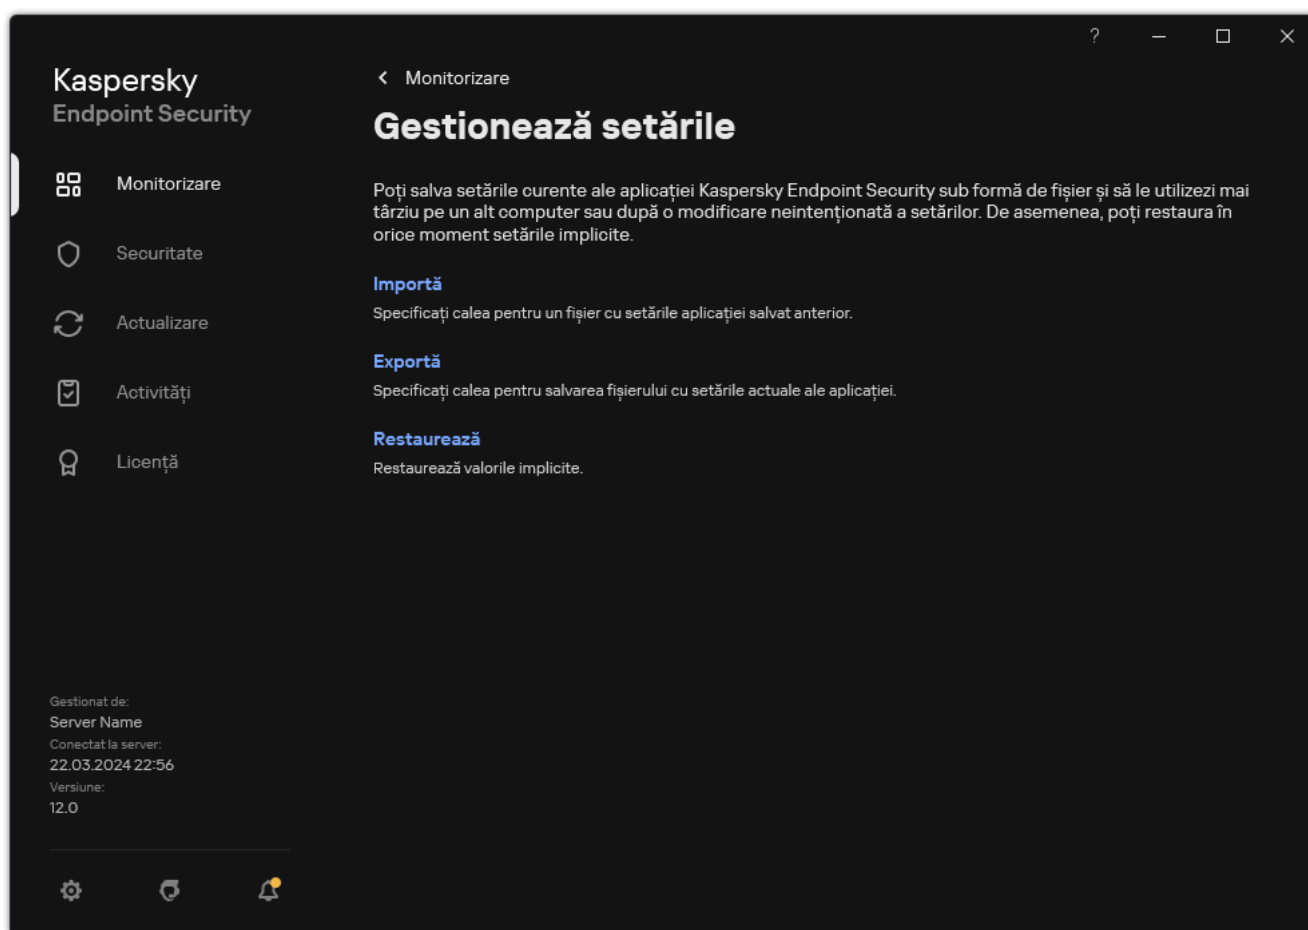 ?
Kaspersky
Endpoint Security
Monitorizare
Securitate
Actualizare
Activități
Licență
Gestionat de:
Server Name
Conectat la server:
22.03.2024 22:56
Versiune:
12.0
Monitorizare
Gestionează setările
Poți salva setările curente ale aplicației Kaspersky Endpoint Security sub formă de fișier și să le utilizezi mai
târziu pe un alt computer sau după o modificare neintenționată a setărilor. De asemenea, poți restaura în
orice moment setările implicite.
Importă
Specificați calea pentru un fișier cu setările aplicației salvat anterior.
Exportă
Specificați calea pentru salvarea fișierului cu setările actuale ale aplicației.
Restaurează
Restaurează valorile implicite.